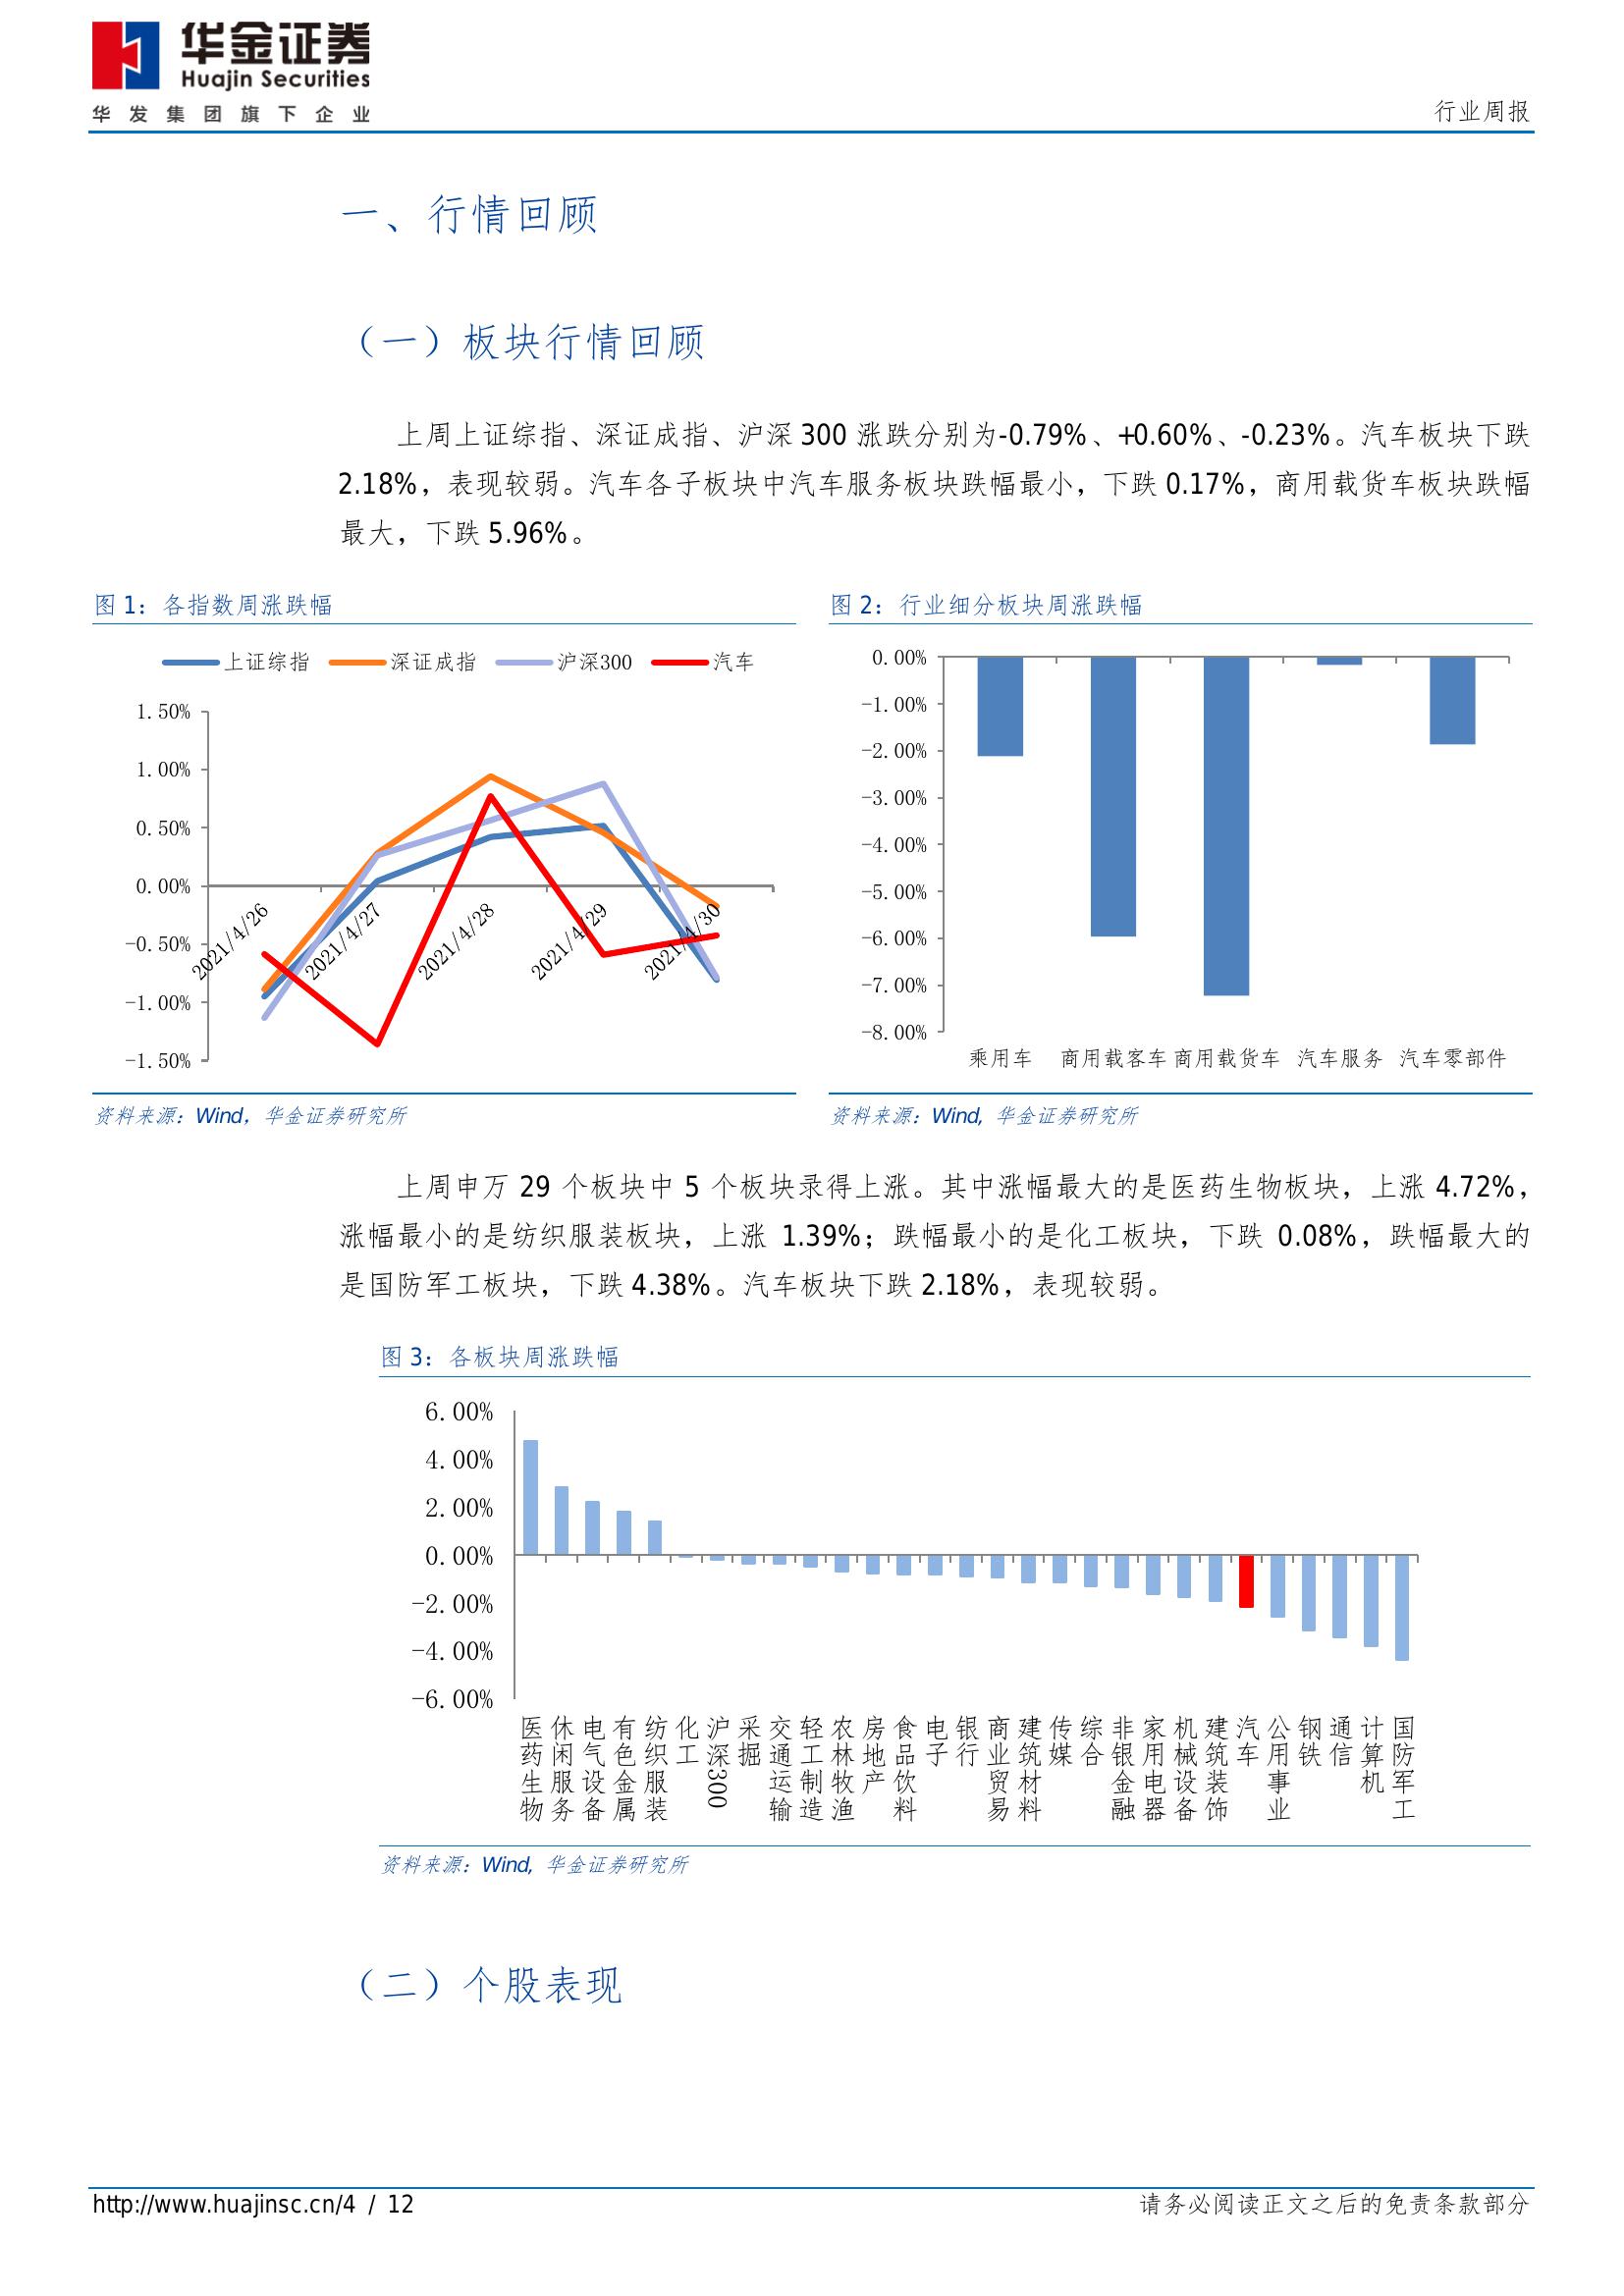 华金证券
Huajin Securities
华发集团旗下企业
行业周报
一、行情回顾
（一）板块行情回顾
上周上证综指、深证成指、沪深 300 涨跌分别为-0.79%、+0.60%、-0.23%。汽车板块下跌
2.18%，表现较弱。汽车各子板块中汽车服务板块跌幅最小，下跌 0.17%，商用载货车板块跌幅
最大，下跌 5.96%。
图 1：各指数周涨跌幅
上证综指 深证成指 沪深300 汽车
1.50%
1.00%
0.50%
0.00%
-0.50%
-1.00%
-1.50%
2021/4/26 2021/4/27 2021/4/28 2021/4/29 2021/4/30
资料来源：Wind，华金证券研究所
图 2：行业细分板块周涨跌幅
0.00%
-1.00%
-2.00%
-3.00%
-4.00%
-5.00%
-6.00%
-7.00%
-8.00%
乘用车 商用载客车 商用载货车 汽车服务 汽车零部件
资料来源：Wind, 华金证券研究所
上周申万 29 个板块中 5 个板块录得上涨。其中涨幅最大的是医药生物板块，上涨 4.72%，
涨幅最小的是纺织服装板块，上涨 1.39%；跌幅最小的是化工板块，下跌 0.08%，跌幅最大的
是国防军工板块，下跌 4.38%。汽车板块下跌 2.18%，表现较弱。
图 3：各板块周涨跌幅
6.00%
4.00%
2.00%
0.00%
-2.00%
-4.00%
-6.00%
医药生物 休闲服务 电气设备 有色金属 纺织服装 化工 沪深300 采掘 交通运输 轻工制造 农林牧渔 房地产 食品饮料 电子 银行 商业贸易 建筑材料 传媒 综合 非银金融 家用电器 机械设备 建筑装饰 汽车 公用事业 钢铁 通信 计算机 国防军工
资料来源：Wind, 华金证券研究所
（二）个股表现
http://www.huajinsc.cn/4 / 12
请务必阅读正文之后的免责条款部分